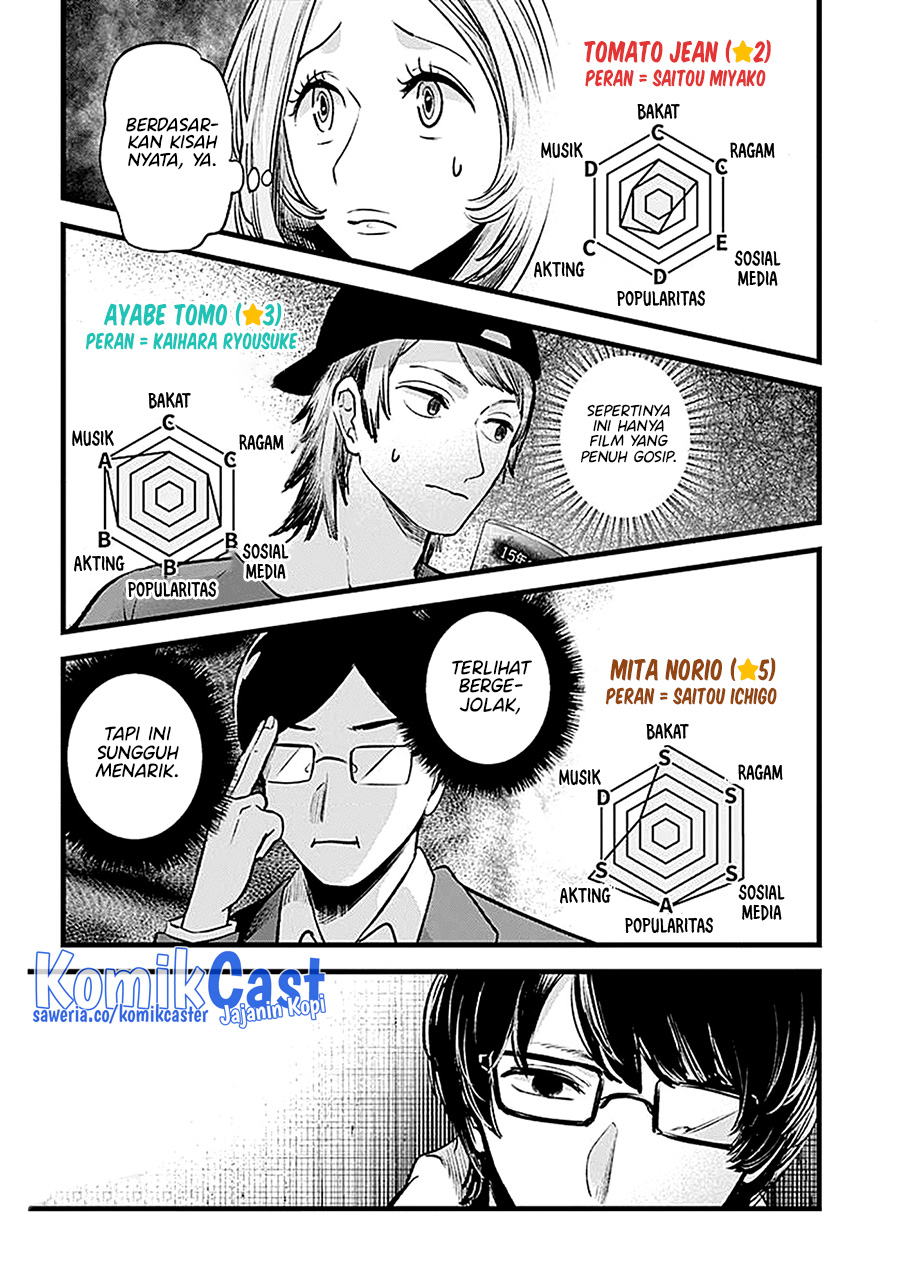 BERDASAR-
KAN KISAH
NYATA, YA.
TOMATO JEAN (⭐2)
PERAN = SAITOU MIYAKO
BAKAT
C
MUSIK
D
RAGAM
C
C
AKTING
E
SOSIAL
MEDIA
D
POPULARITAS
AYABE TOMO (⭐3)
PERAN = KAIHARA RYOUSUKE
BAKAT
C
MUSIK
A
RAGAM
C
B
AKTING
B
SOSIAL
MEDIA
B
POPULARITAS
SEPERTINYA
INI HANYA
FILM YANG
PENUH GOSIP.
15年
TERLIHAT
BERGE-
JOLAK,
TAPI INI
SUNGGUH
MENARIK.
MITA NORIO (⭐5)
PERAN = SAITOU ICHIGO
BAKAT
S
MUSIK
D
RAGAM
S
S
AKTING
S
SOSIAL
MEDIA
A
POPULARITAS
KomikCast
saweria.co/komikcaster
Jajanin Kopi